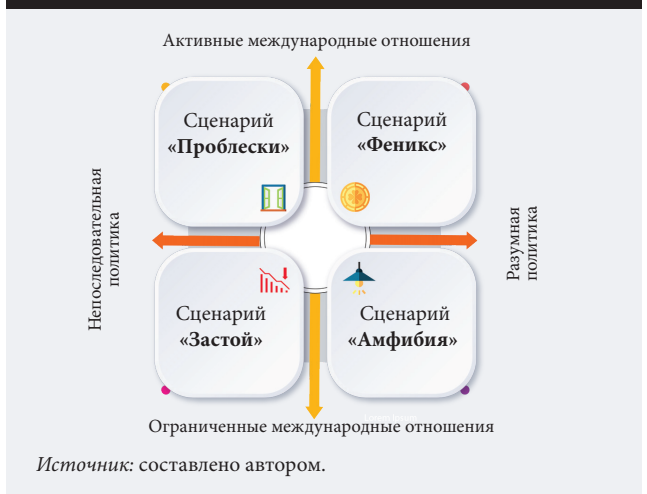 Активные международные отношения
Сценарий
«Проблески»
Сценарий
«Феникс»
Непоследовательная
политика
Разумная
политика
Сценарий
«Застой»
Сценарий
«Амфибия»
Ограниченные международные отношения
Источник: составлено автором.